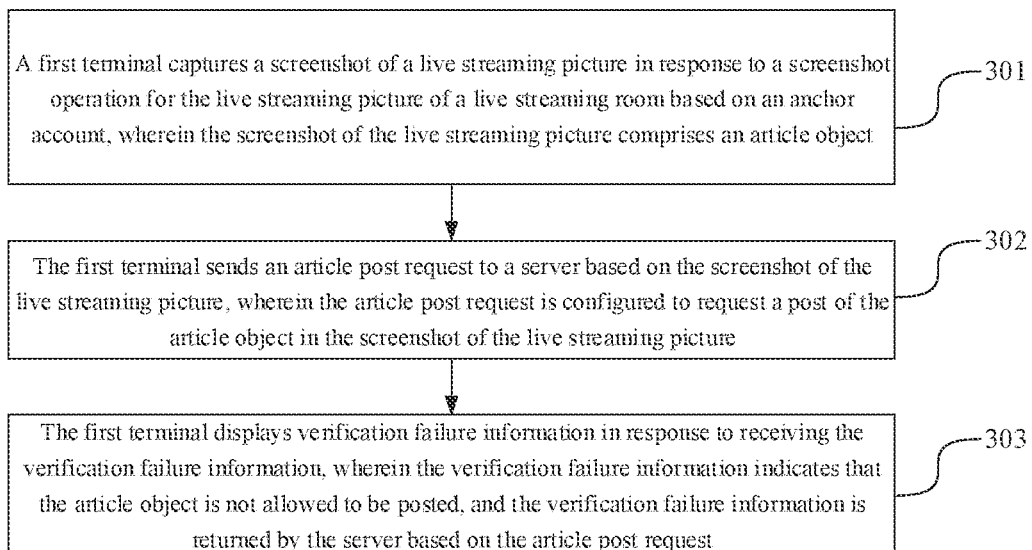 A first terminal captures a screenshot of a live streaming picture in response to a screenshot
operation for the live streaming picture of a live streaming room based on an anchor
account, wherein the screenshot of the live streaming picture comprises an article object
301
The first terminal sends an article post request to a server based on the screenshot of the
live streaming picture, wherein the article post request is configured to request a post of the
article object in the screenshot of the live streaming picture
302
The first terminal displays verification failure information in response to receiving the
verification failure information, wherein the verification failure information indicates that
the article object is not allowed to be posted, and the verification failure information is
returned by the server based on the article post request
303